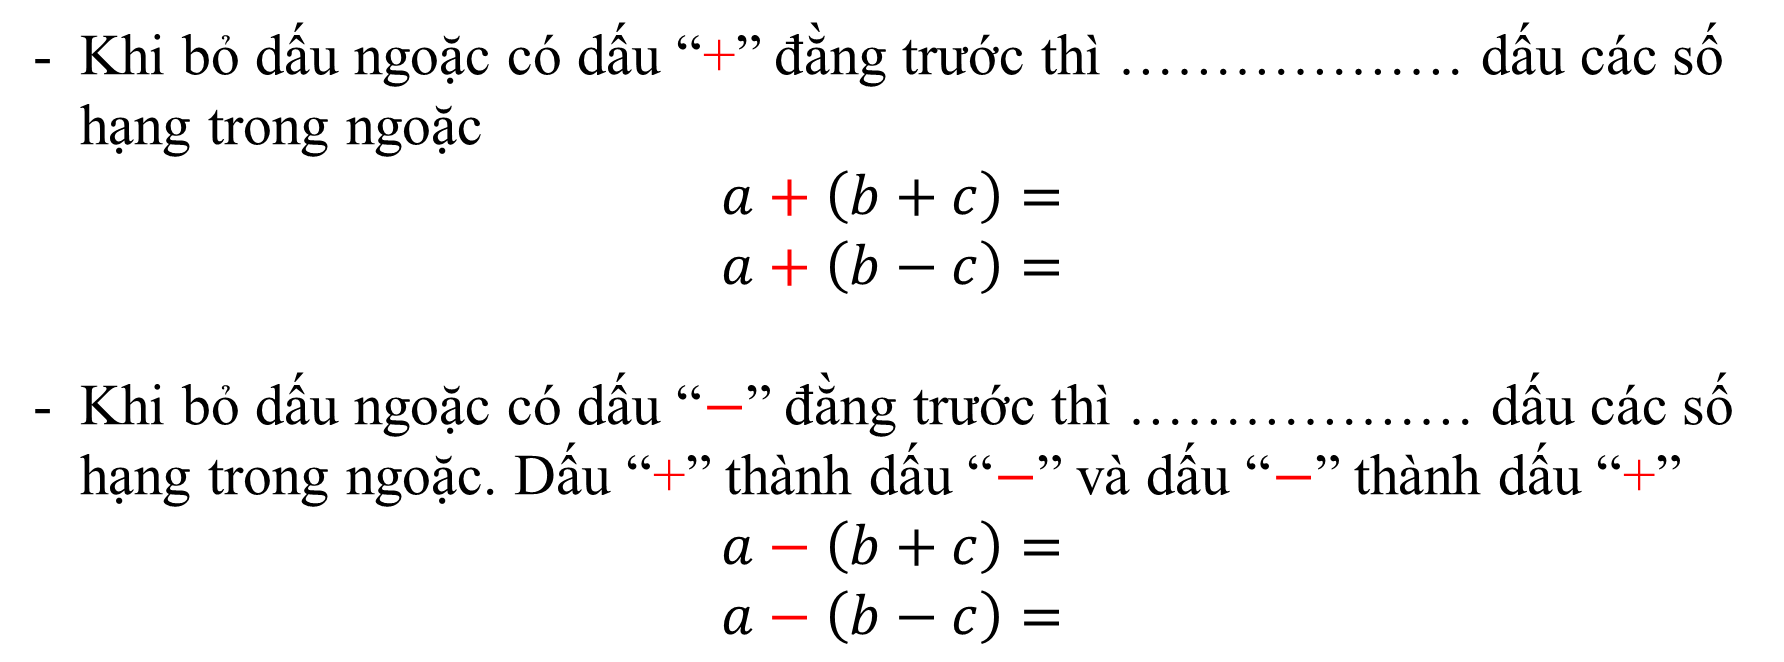 - Khi bỏ dấu ngoặc có dấu “+” đằng trước thì ……………… dấu các số
hạng trong ngoặc
a + (b + c) =
a + (b − c) =
- Khi bỏ dấu ngoặc có dấu “−” đằng trước thì ……………… dấu các số
hạng trong ngoặc. Dấu “+” thành dấu “−” và dấu “−” thành dấu “+”
a − (b + c) =
a − (b − c) =